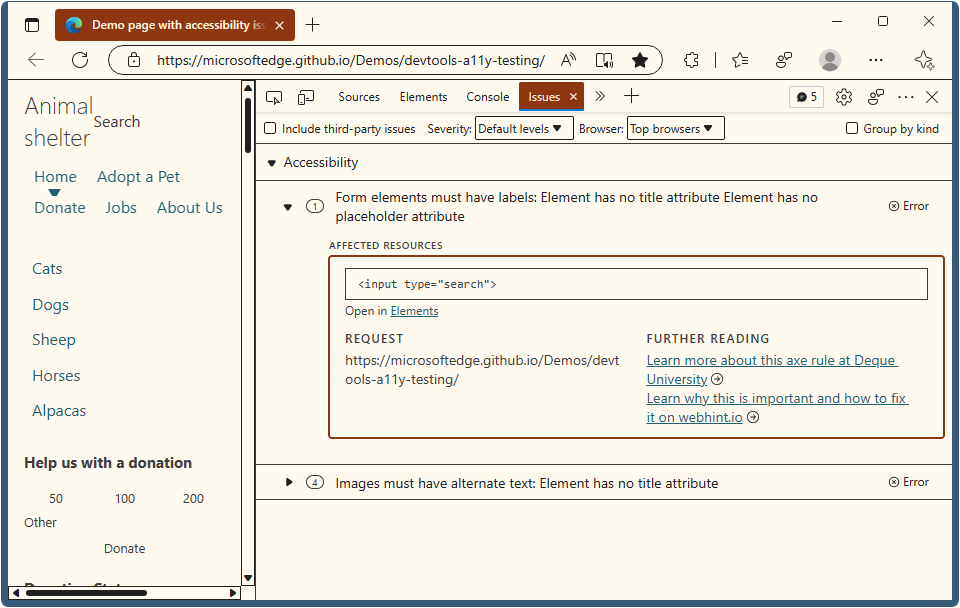 Demo page with accessibility is
https://microsoftedge.github.io/Demos/devtools-a11y-testing/
Animal
shelter
Search
Home
Adopt a Pet
Donate
Jobs
About Us
Cats
Dogs
Sheep
Horses
Alpacas
Help us with a donation
50
100
200
Other
Donate
Sources
Elements
Console
Issues
5
Include third-party issues
Severity:
Default levels
Browser:
Top browsers
Group by kind
Accessibility
1
Form elements must have labels: Element has no title attribute Element has no
placeholder attribute
Error
AFFECTED RESOURCES
<input type="search">
Open in Elements
REQUEST
https://microsoftedge.github.io/Demos/devt
ools-a11y-testing/
FURTHER READING
Learn more about this axe rule at Deque
University
Learn why this is important and how to fix
it on webhint.io
4
Images must have alternate text: Element has no title attribute
Error